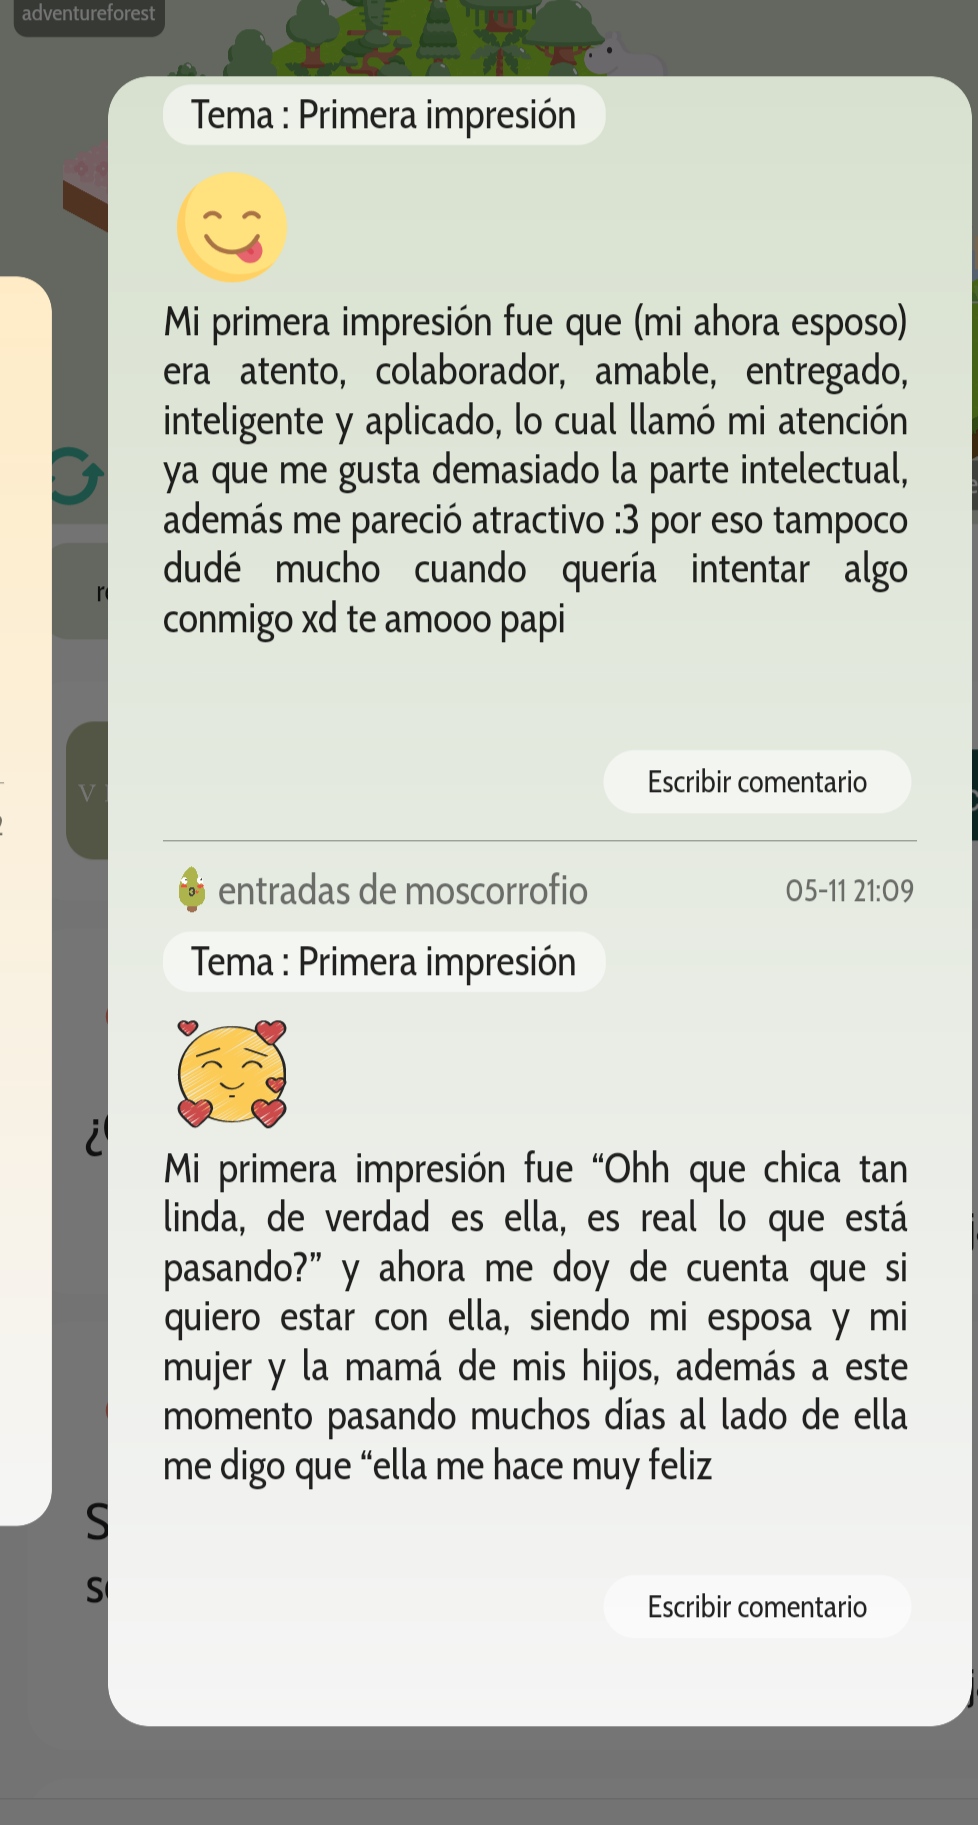 adventureforest
Tema : Primera impresión
Mi primera impresión fue que (mi ahora esposo)
era atento, colaborador, amable, entregado,
inteligente y aplicado, lo cual llamó mi atención
ya que me gusta demasiado la parte intelectual,
además me pareció atractivo :3 por eso tampoco
dudé mucho cuando quería intentar algo
conmigo xd te amooo papi
Escribir comentario
entradas de moscorrofio 05-11 21:09
Tema : Primera impresión
Mi primera impresión fue “Ohh que chica tan
linda, de verdad es ella, es real lo que está
pasando?” y ahora me doy de cuenta que si
quiero estar con ella, siendo mi esposa y mi
mujer y la mamá de mis hijos, además a este
momento pasando muchos días al lado de ella
me digo que “ella me hace muy feliz
Escribir comentario